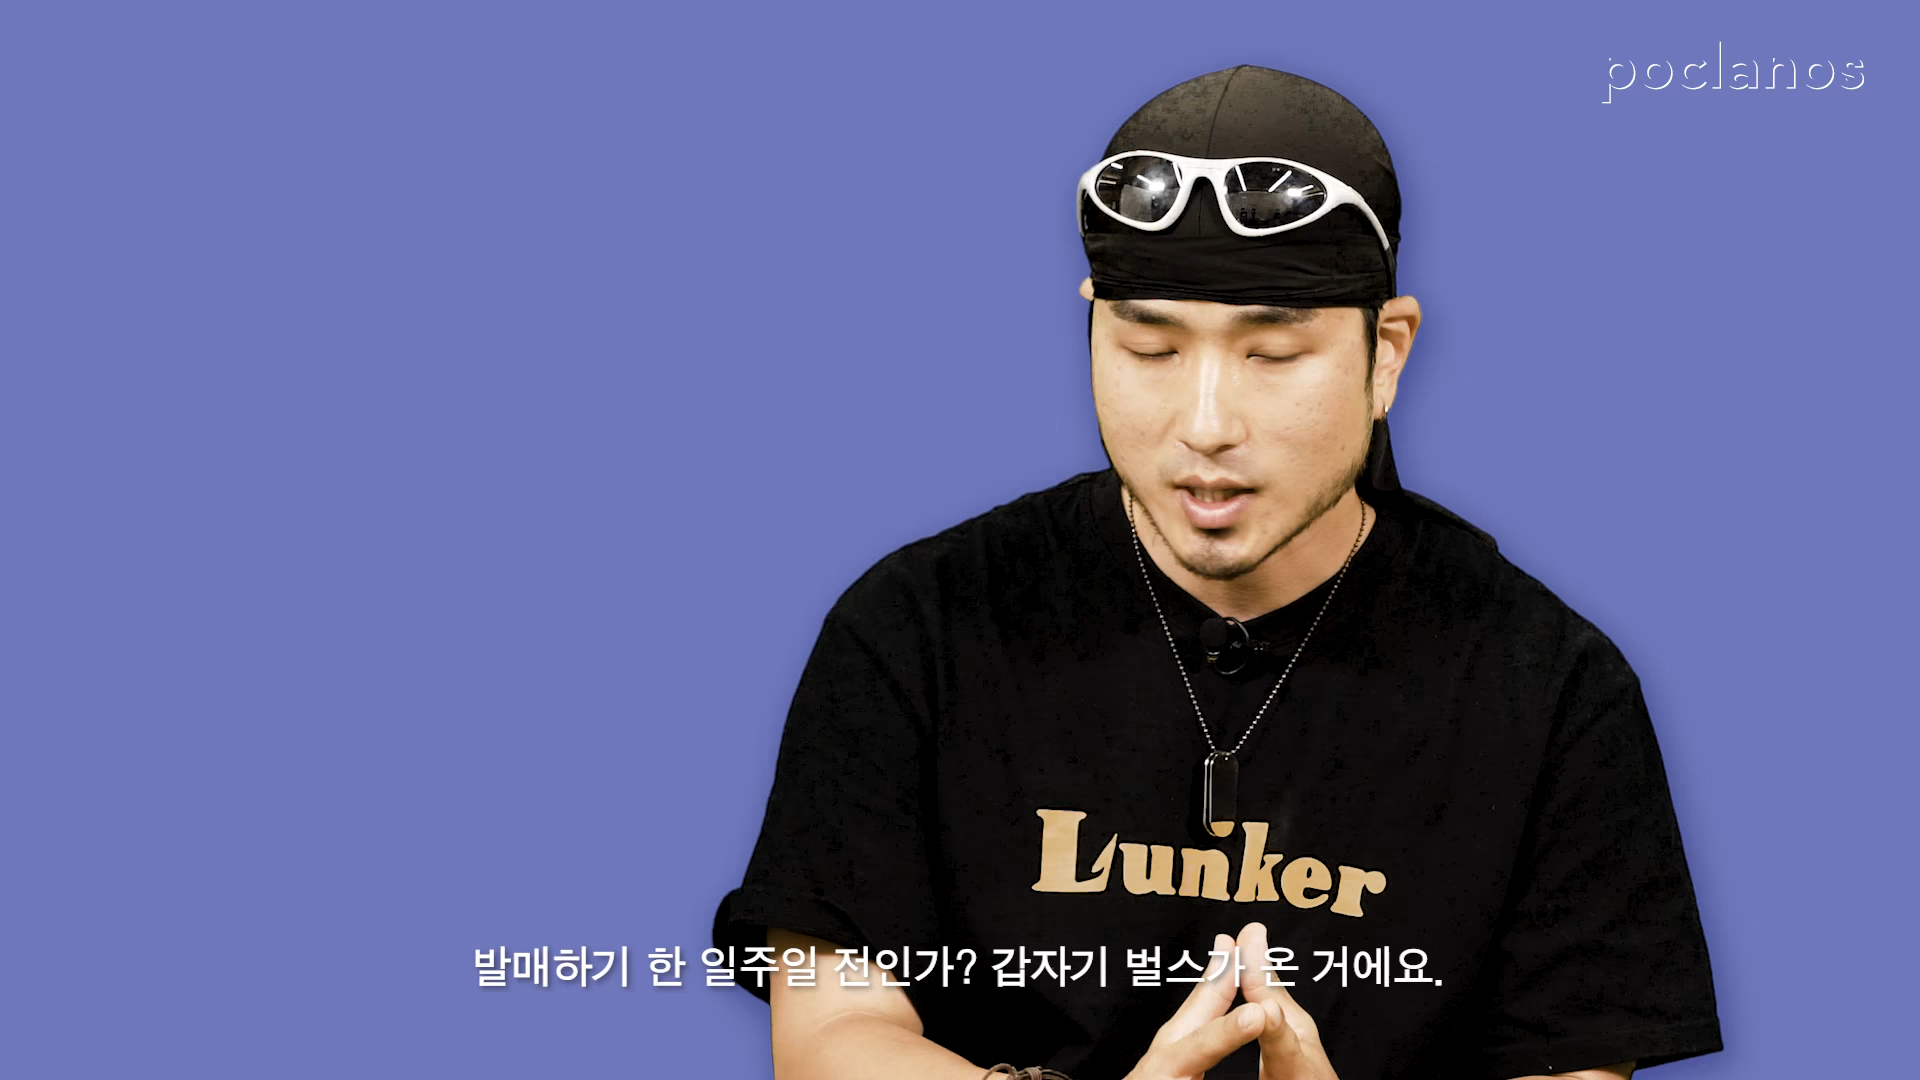 poclanos
Lunker
발매하기 한 일주일 전인가? 갑자기 벌스가 온 거에요.